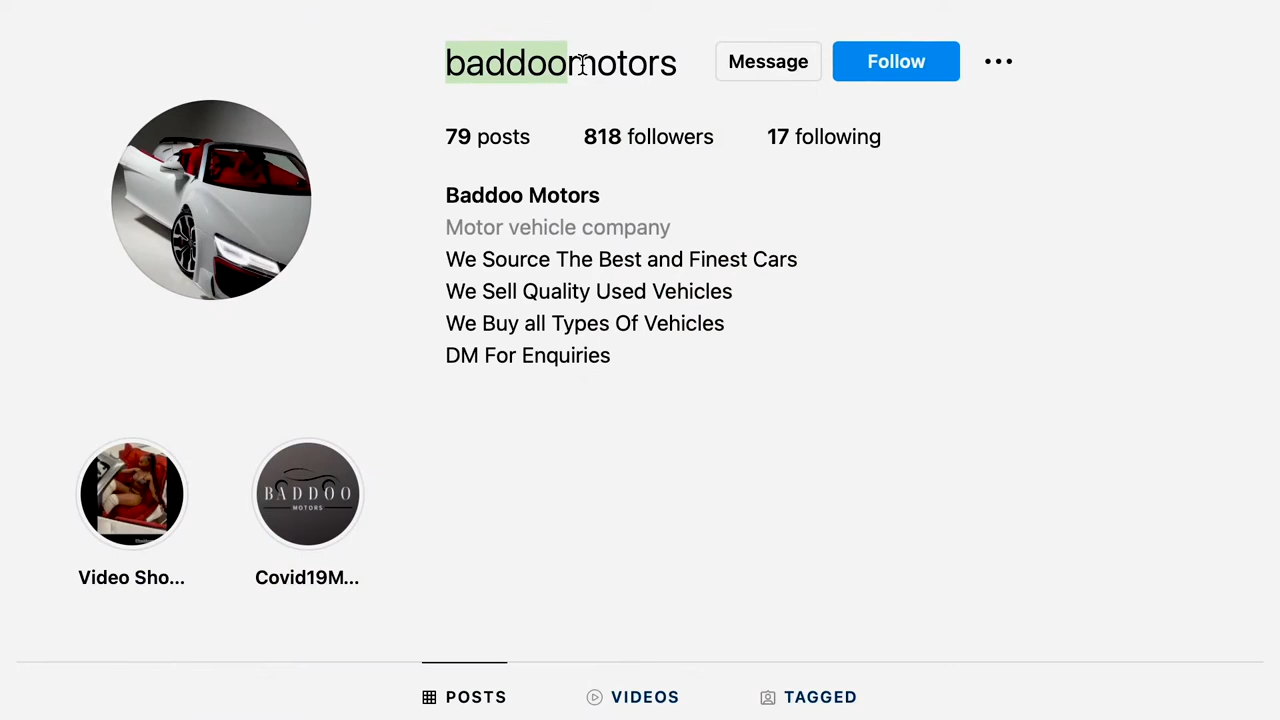 baddoomotors
Message
Follow
79 posts
818 followers
17 following
Baddoo Motors
Motor vehicle company
We Source The Best and Finest Cars
We Sell Quality Used Vehicles
We Buy all Types Of Vehicles
DM For Enquiries
BADDOO
MOTORS
Video Sho...
Covid19M...
POSTS
VIDEOS
TAGGED